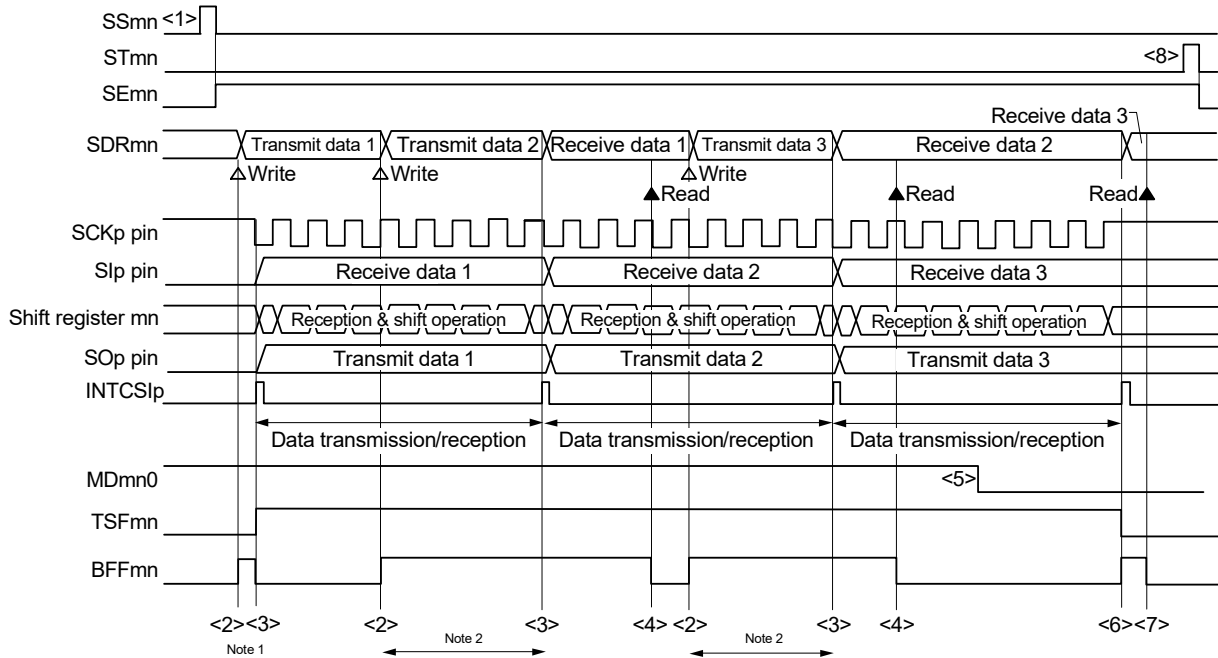 SSmn <1>
STmn <8>
SEmn
Receive data 3
SDRmn Transmit data 1 Transmit data 2 Receive data 1 Transmit data 3 Receive data 2
Write Write Write
Read Read Read
SCKp pin
SIp pin Receive data 1 Receive data 2 Receive data 3
Shift register mn Reception & shift operation Reception & shift operation Reception & shift operation
SOp pin Transmit data 1 Transmit data 2 Transmit data 3
INTCSIp
Data transmission/reception Data transmission/reception Data transmission/reception
MDmn0 <5>
TSFmn
BFFmn
<2> <3> <2> <3> <4> <2> <3> <4> <6> <7>
Note 1 Note 2 Note 2